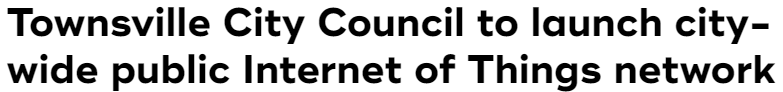 Townsville City Council to launch city-
wide public Internet of Things network